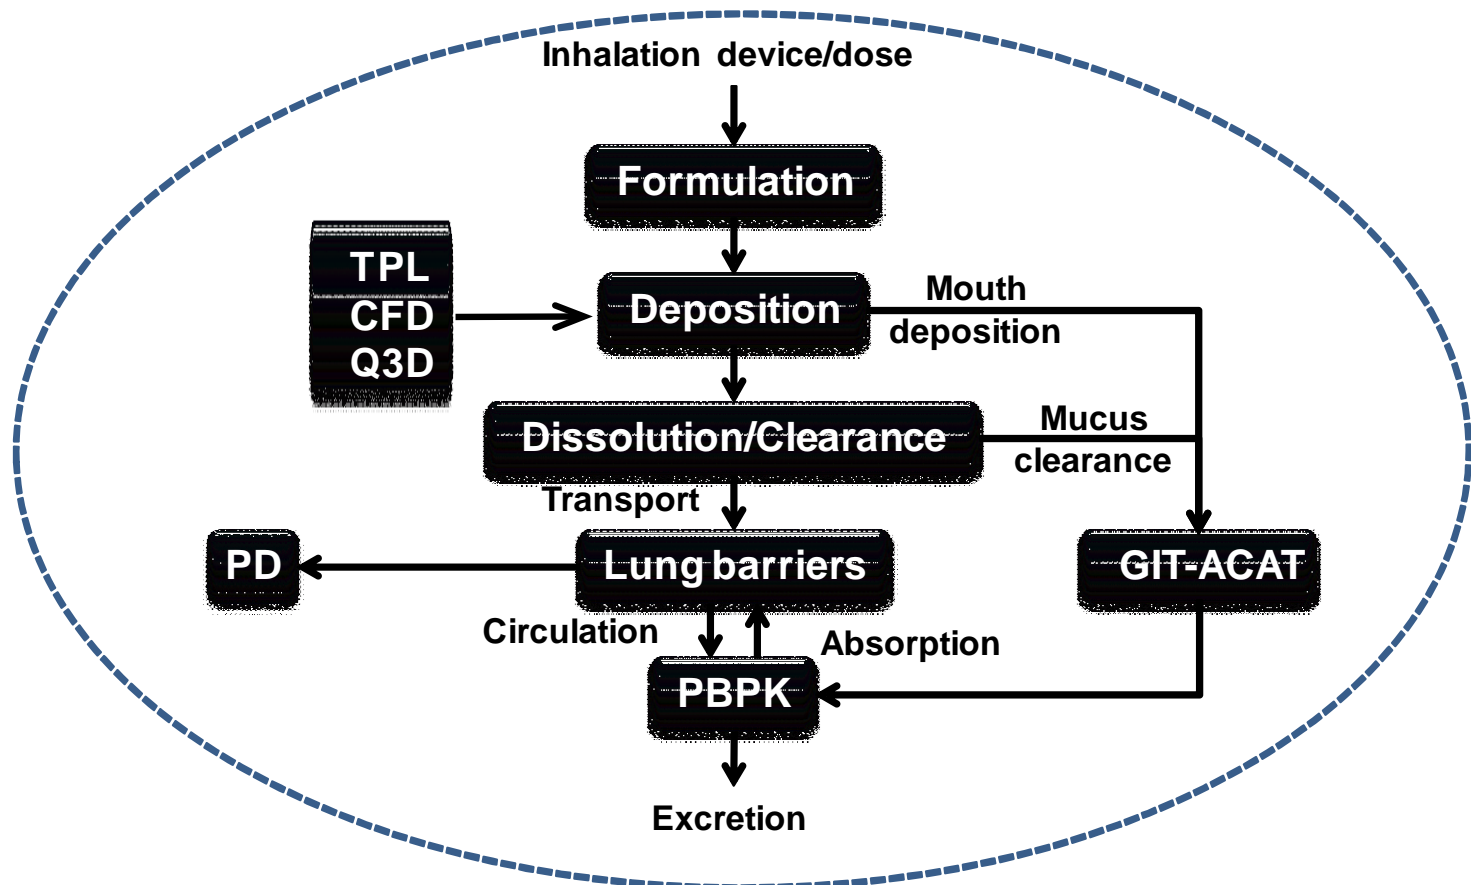 Inhalation device/dose
Formulation
TPL
CFD
Q3D
Deposition
Mouth
deposition
Dissolution/Clearance
Mucus
clearance
Transport
PD
Lung barriers
GIT-ACAT
Circulation
Absorption
PBPK
Excretion